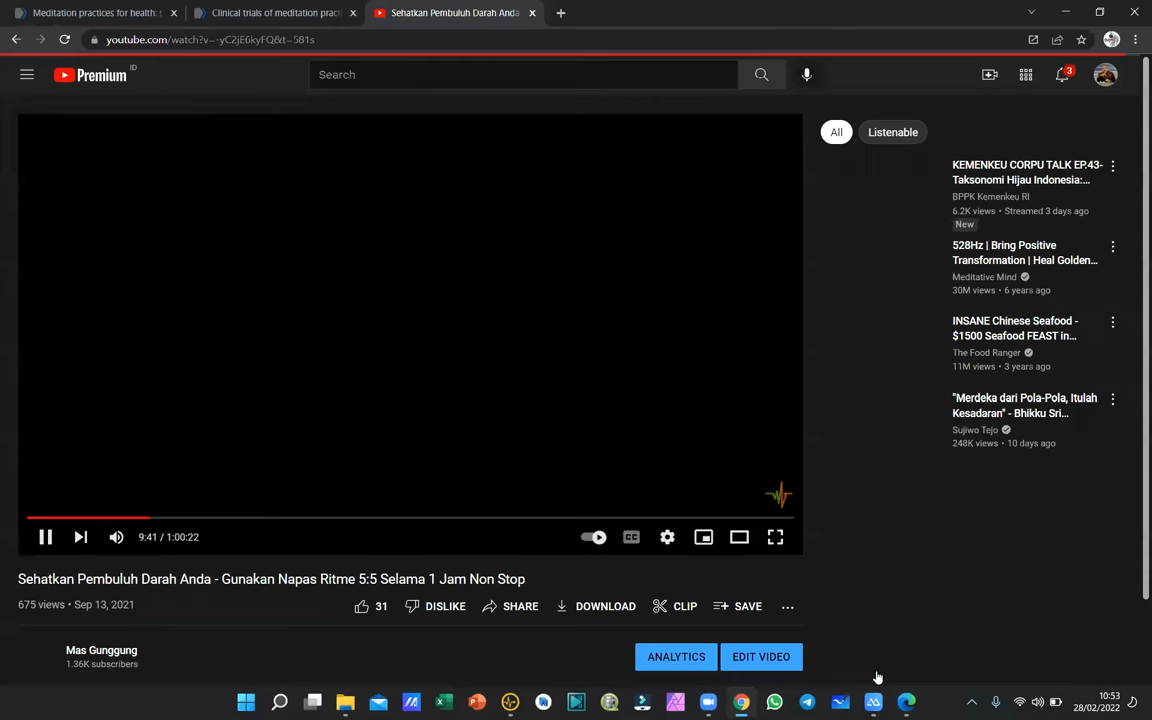 Meditation practices for health: s
Clinical trials of meditation pract
Sehatkan Pembuluh Darah Anda
youtube.com/watch?v=-yC2jE6kyFQ&t=581s
Premium ID
Search
3
All
Listenable
KEMENKEU CORPU TALK EP.43-
Taksonomi Hijau Indonesia:...
BPPK Kemenkeu RI
6.2K views • Streamed 3 days ago
New
528Hz | Bring Positive
Transformation | Heal Golden...
Meditative Mind
30M views • 6 years ago
INSANE Chinese Seafood -
$1500 Seafood FEAST in...
The Food Ranger
11M views • 3 years ago
"Merdeka dari Pola-Pola, Itulah
Kesadaran" - Bhikku Sri...
Sujiwo Tejo
248K views • 10 days ago
9:41 / 1:00:22
CC
Sehatkan Pembuluh Darah Anda - Gunakan Napas Ritme 5:5 Selama 1 Jam Non Stop
675 views • Sep 13, 2021
31
DISLIKE
SHARE
DOWNLOAD
CLIP
SAVE
Mas Gunggung
1.36K subscribers
ANALYTICS
EDIT VIDEO
10:53
28/02/2022